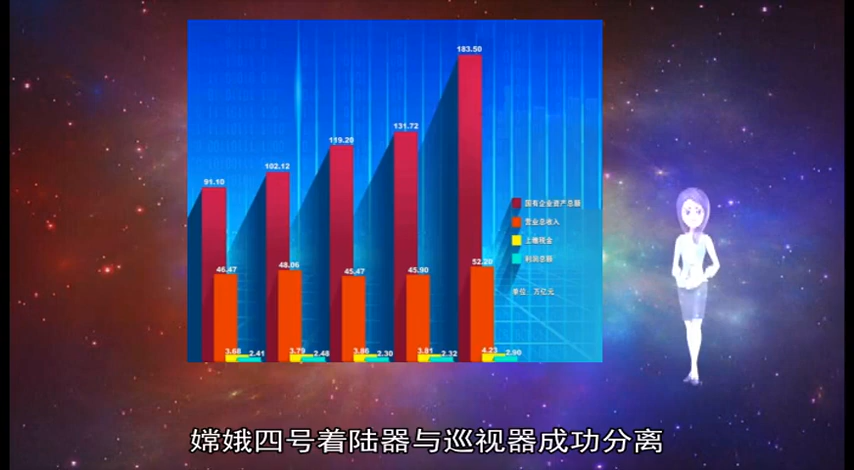 183.50
131.72
119.20
102.12
91.10
国有企业资产总额
营业总收入
上缴税金
利润总额
单位：万亿元
46.47
48.06
45.47
45.90
52.20
3.68 2.41
3.79 2.48
3.86 2.30
3.81 2.32
4.23 2.90
嫦娥四号着陆器与巡视器成功分离